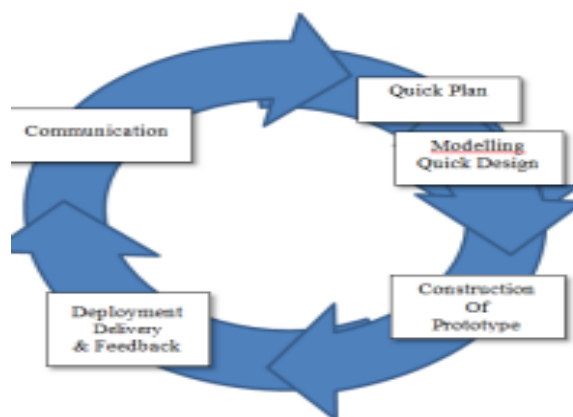 Quick Plan
Communication
Modelling
Quick Design
Construction
Of
Prototype
Deployment
Delivery
& Feedback